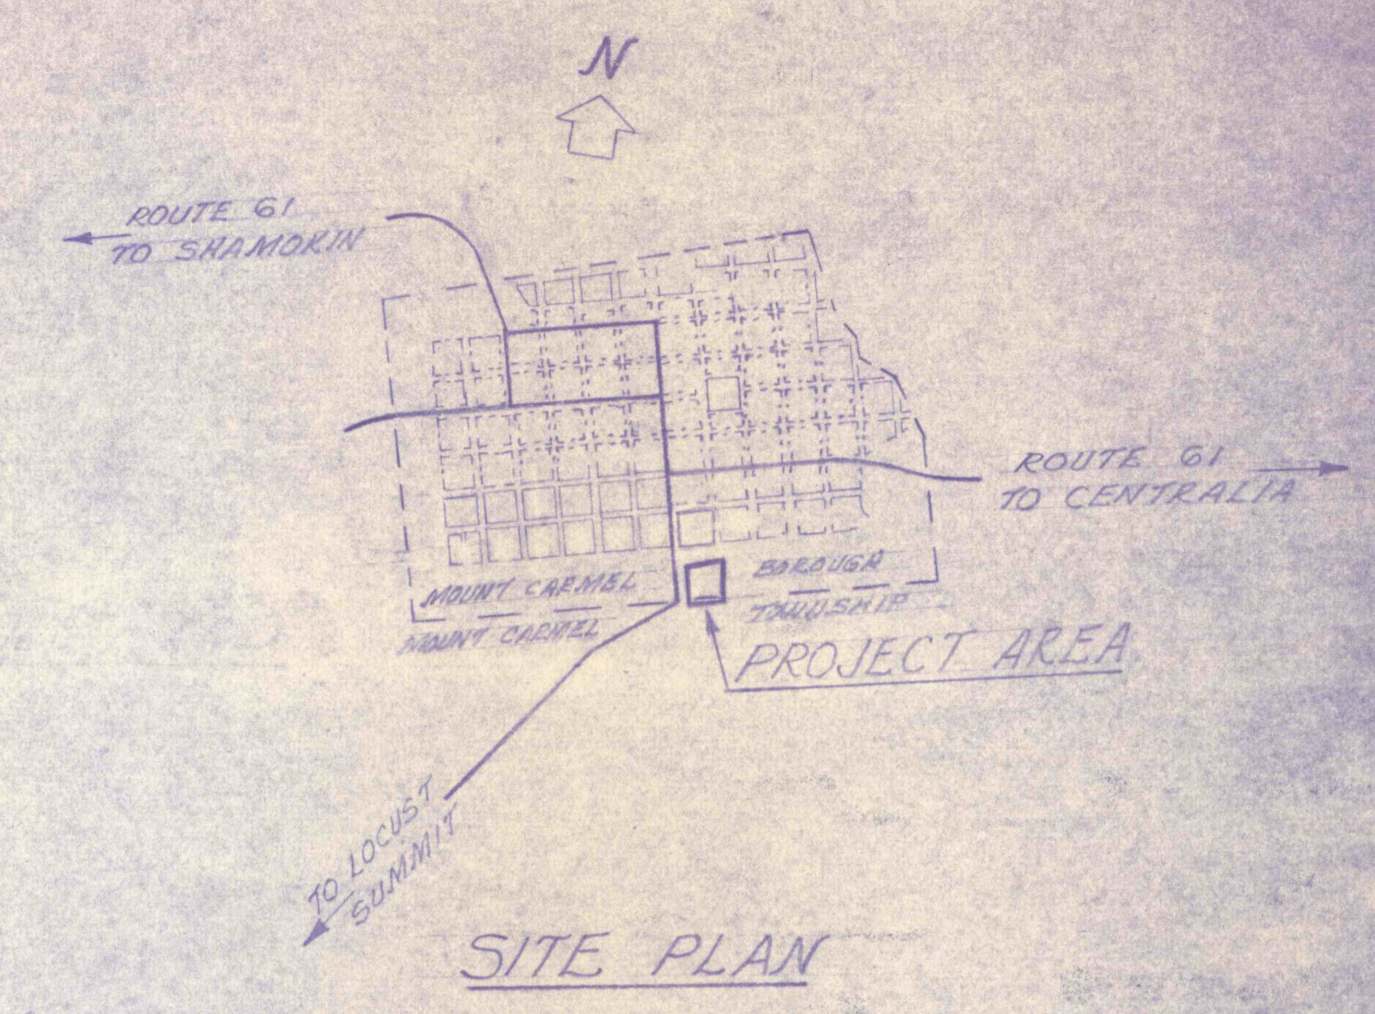 N
ROUTE 61
TO SHAMOKIN
ROUTE 61
TO CENTRALIA
MOUNT CARMEL BOROUGH
MOUNT CARMEL TOWNSHIP
PROJECT AREA
TO LOCUST
SUMMIT
SITE PLAN